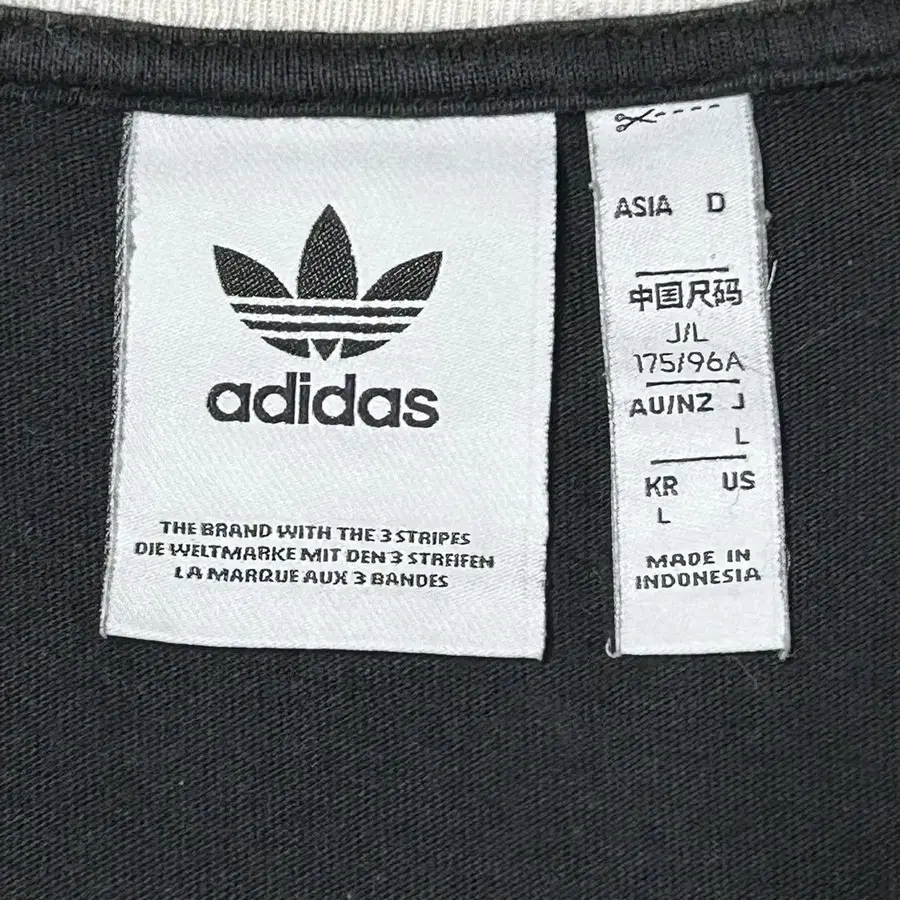 adidas
THE BRAND WITH THE 3 STRIPES
DIE WELTMARKE MIT DEN 3 STREIFEN
LA MARQUE AUX 3 BANDES
ASIA D
中国尺码
J/L
175/96A
AU/NZ J
L
KR US
L
MADE IN
INDONESIA